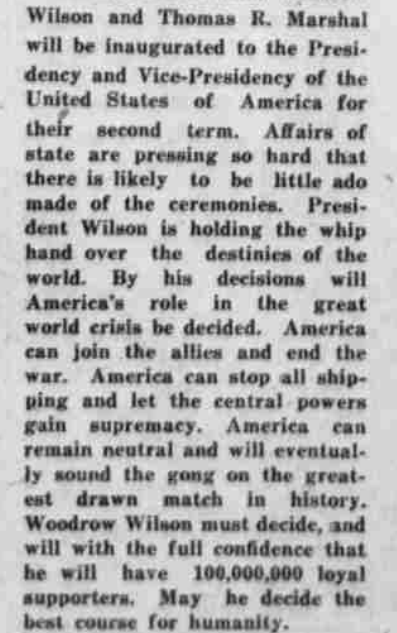 Wilson and Thomas R. Marshal
will be inaugurated to the Presi-
dency and Vice-Presidency of the
United States of America for
their second term. Affairs of
state are pressing so hard that
there is likely to be little ado
made of the ceremonies. Presi-
dent Wilson is holding the whip
hand over the destinies of the
world. By his decisions will
America's role in the great
world crisis be decided. America
can join the allies and end the
war. America can stop all ship-
ping and let the central powers
gain supremacy. America can
remain neutral and will eventual-
ly sound the gong on the great-
est drawn match in history.
Woodrow Wilson must decide, and
will with the full confidence that
he will have 100,000,000 loyal
supporters. May he decide the
best course for humanity.